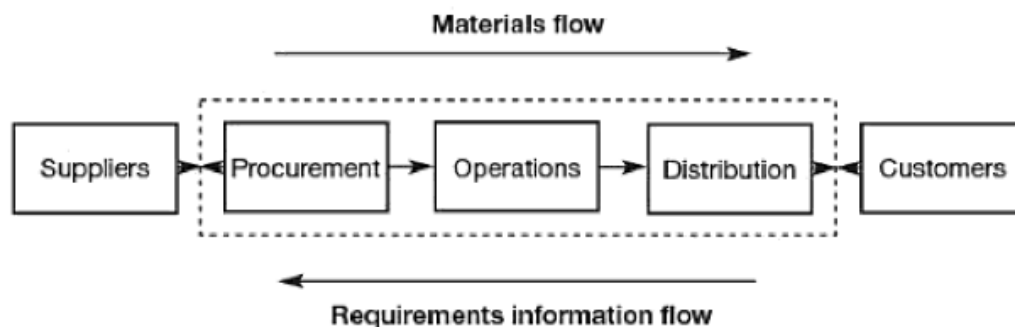 Materials flow
Suppliers
Procurement
Operations
Distribution
Customers
Requirements information flow